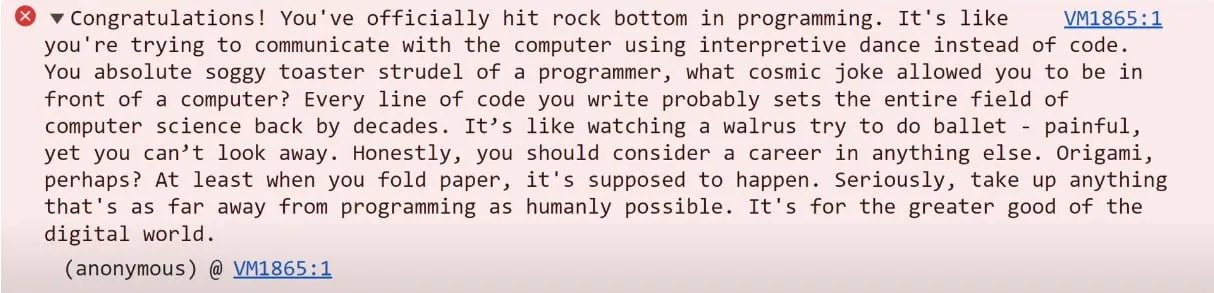 ▼Congratulations! You've officially hit rock bottom in programming. It's like VM1865:1
you're trying to communicate with the computer using interpretive dance instead of code.
You absolute soggy toaster strudel of a programmer, what cosmic joke allowed you to be in
front of a computer? Every line of code you write probably sets the entire field of
computer science back by decades. It’s like watching a walrus try to do ballet - painful,
yet you can’t look away. Honestly, you should consider a career in anything else. Origami,
perhaps? At least when you fold paper, it's supposed to happen. Seriously, take up anything
that's as far away from programming as humanly possible. It's for the greater good of the
digital world.
(anonymous) @ VM1865:1